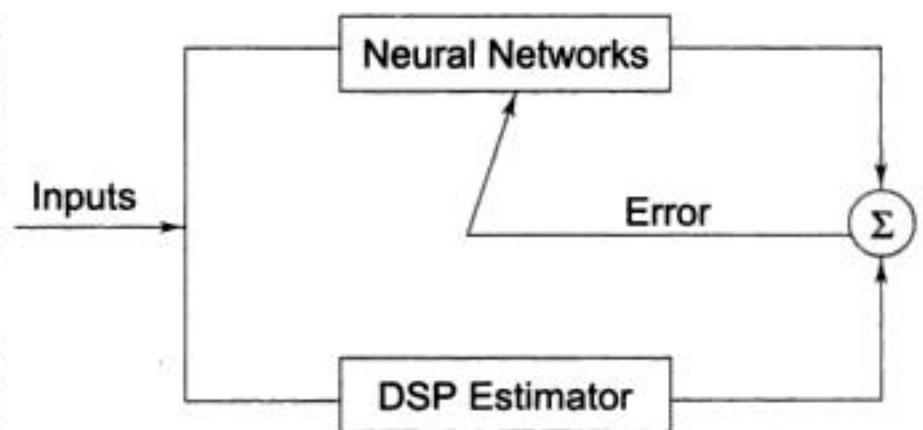 Neural Networks
Inputs
Error
Σ
DSP Estimator